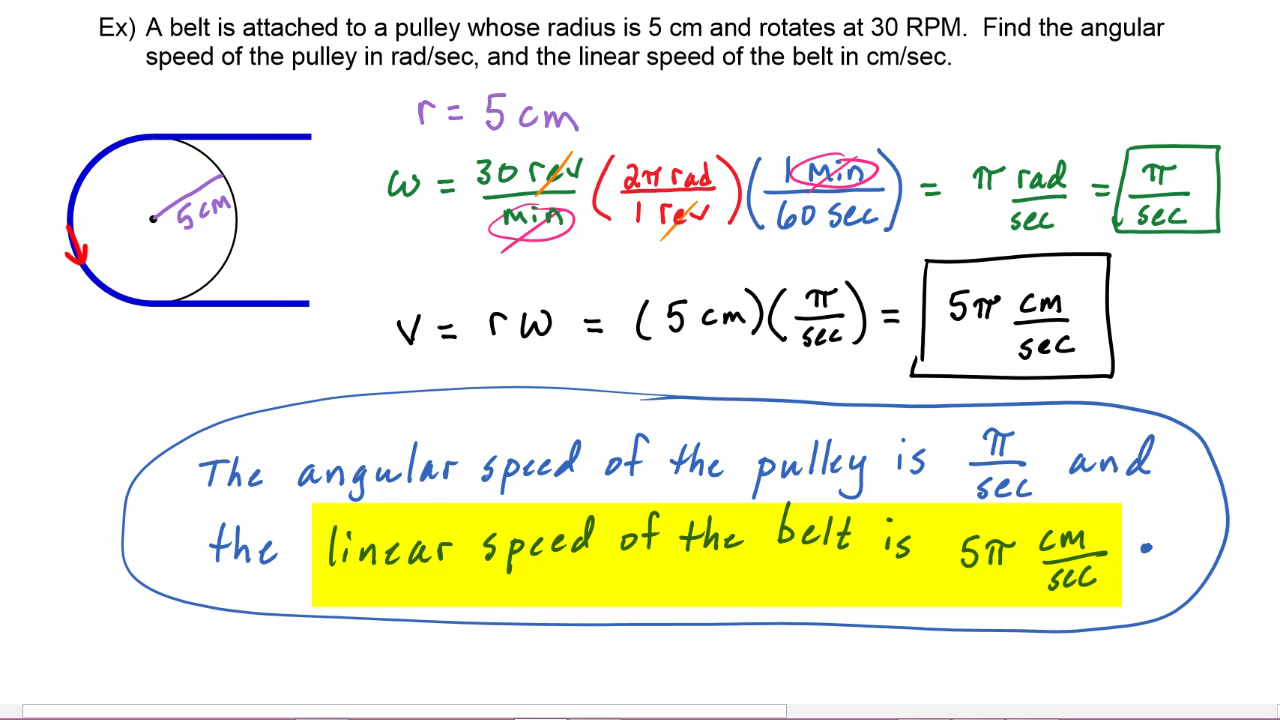 Ex) A belt is attached to a pulley whose radius is 5 cm and rotates at 30 RPM. Find the angular
speed of the pulley in rad/sec, and the linear speed of the belt in cm/sec.
r = 5 cm
5 cm
ω = 30 rev/min (2π rad/1 rev)(1 min/60 sec) = π rad/sec = π/sec
v = rω = (5 cm)(π/sec) = 5π cm/sec
The angular speed of the pulley is π/sec and
the linear speed of the belt is 5π cm/sec.